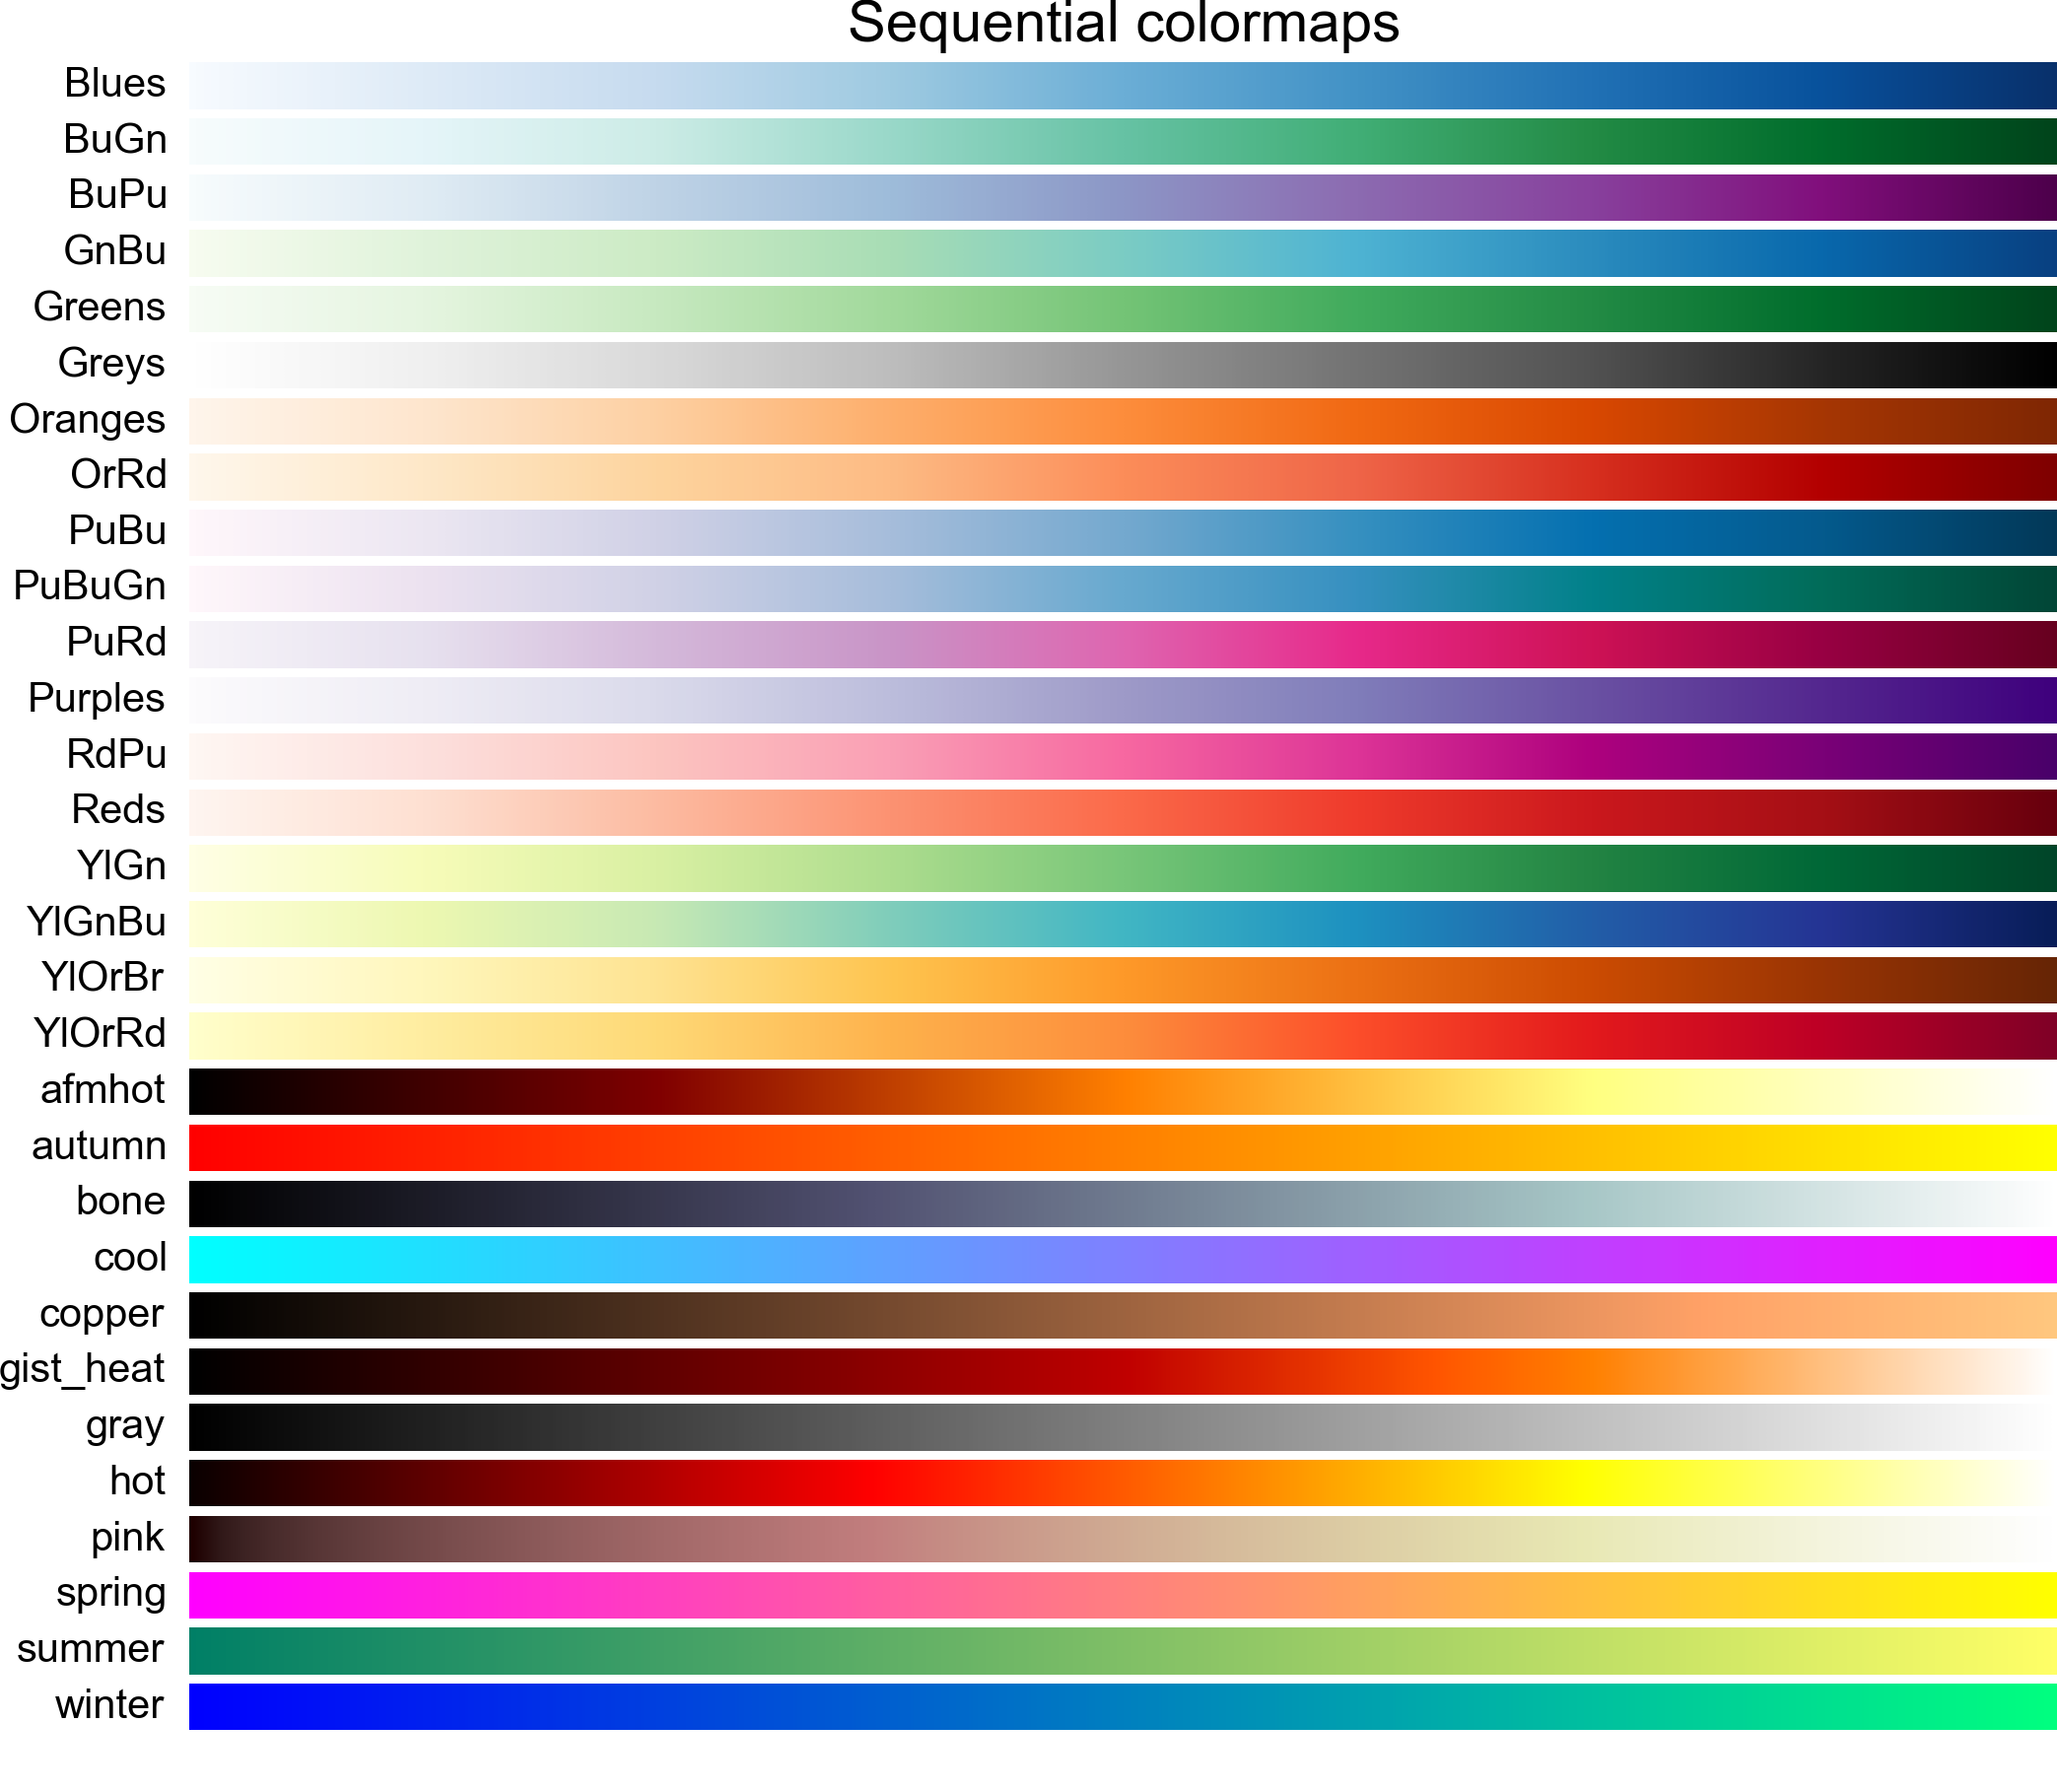 Sequential colormaps
Blues
BuGn
BuPu
GnBu
Greens
Greys
Oranges
OrRd
PuBu
PuBuGn
PuRd
Purples
RdPu
Reds
YlGn
YlGnBu
YlOrBr
YlOrRd
afmhot
autumn
bone
cool
copper
gist_heat
gray
hot
pink
spring
summer
winter